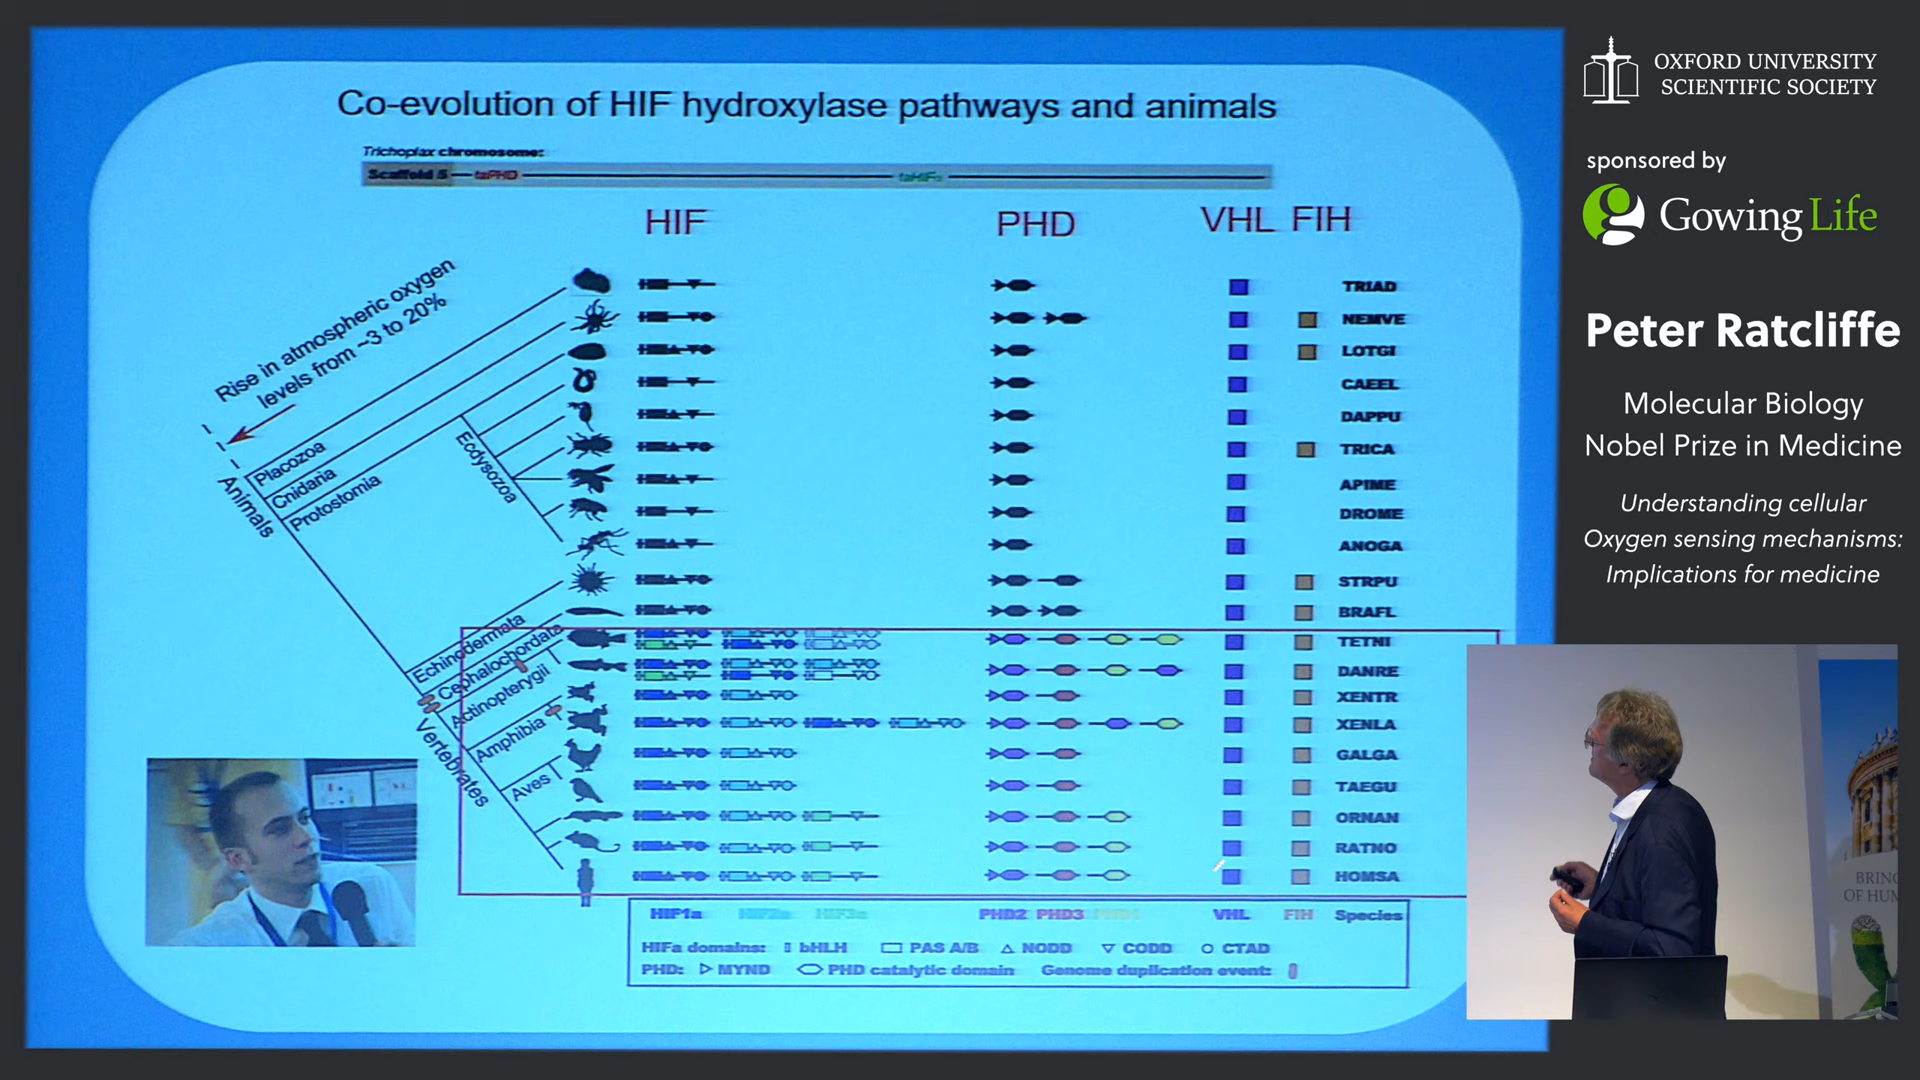 Co-evolution of HIF hydroxylase pathways and animals
Trichoplax chromosome:
Scaffold 5
taPHD
taHIFα
HIF
PHD
VHL
FIH
Rise in atmospheric oxygen
levels from ~3 to 20%
Animals
Placozoa
Cnidaria
Protostomia
Ecdysozoa
Echinodermata
Cephalochordata
Actinopterygii
Amphibia
Aves
Vertebrates
TRIAD
NEMVE
LOTGI
CAEEL
DAPPU
TRICA
APIME
DROME
ANOGA
STRPU
BRAFL
TETNI
DANRE
XENTR
XENLA
GALGA
TAEGU
ORNAN
RATNO
HOMSA
HIF1a HIF2a HIF3a PHD2 PHD3 VHL FIH Species
HIFa domains: bHLH PAS A/B NODD CODD CTAD
PHD: MYND PHD catalytic domain Genome duplication event:
OXFORD UNIVERSITY
SCIENTIFIC SOCIETY
sponsored by
Gowing Life
Peter Ratcliffe
Molecular Biology
Nobel Prize in Medicine
Understanding cellular
Oxygen sensing mechanisms:
Implications for medicine